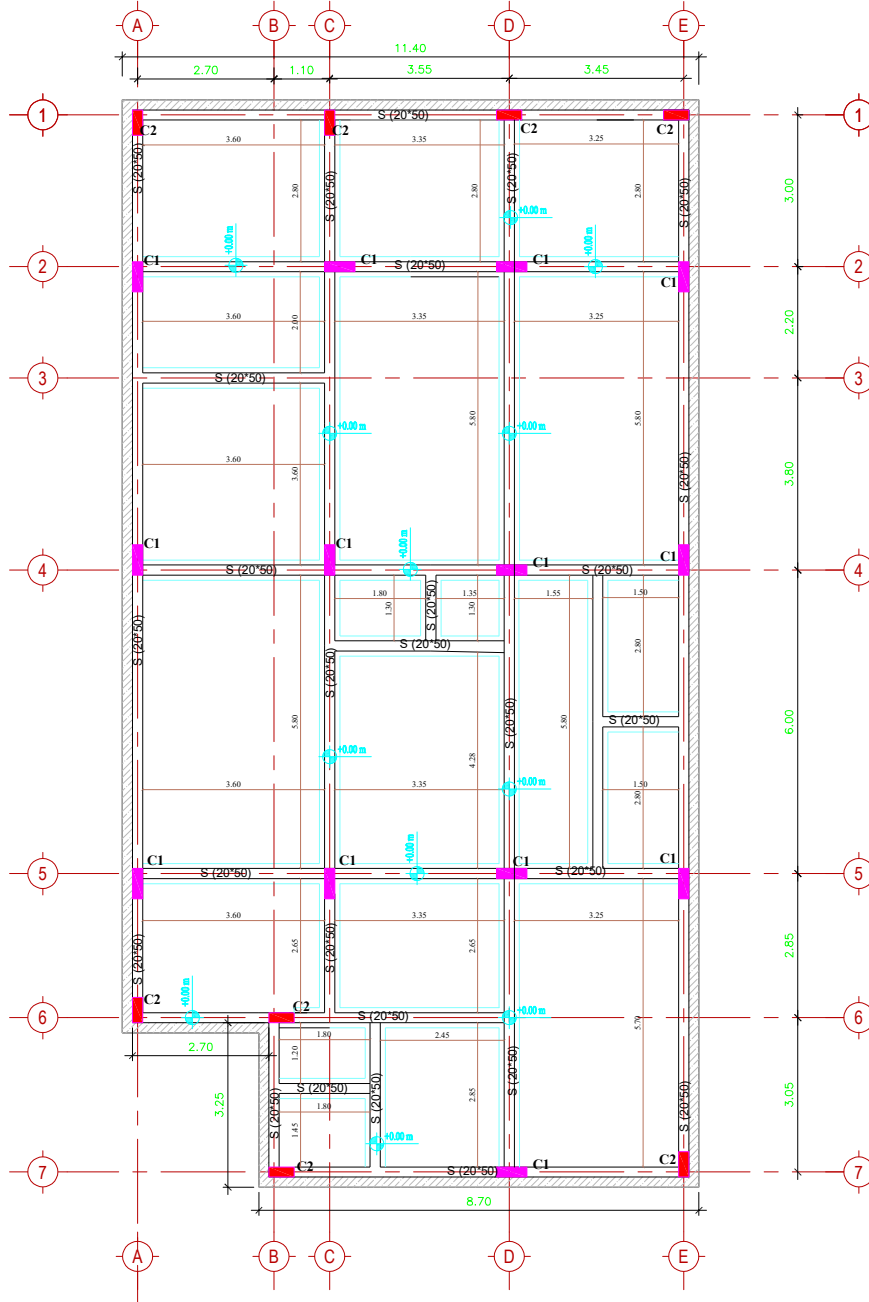 A B C D E
11.40
2.70 1.10 3.55 3.45
1 S (20*50) 1
C2 C2 C2 C2
3.60 3.35 3.25
S (20*50) S (20*50) S (20*50) S (20*50)
2.80 2.80 2.80
3.00
+0.00 m +0.00 m +0.00 m
2 C1 C1 S (20*50) C1 C1 2
3.60 2.00 3.35 3.25
2.20
3 S (20*50) 3
+0.00 m +0.00 m
5.80 5.80
3.60 3.60
S (20*50)
3.80
C1 C1 +0.00 m C1 C1
4 S (20*50) S (20*50) 4
1.80 1.35 1.55 1.50
1.30 S (20*50) 1.30
S (20*50) S (20*50) S (20*50)
2.80
S (20*50) S (20*50)
5.80 5.80
6.00
+0.00 m 4.28 +0.00 m
3.60 3.35 1.50
2.80
C1 C1 +0.00 m C1 C1
5 S (20*50) S (20*50) 5
3.60 3.35 3.25
S (20*50) 2.65 S (20*50) 2.65
2.85
C2 +0.00 m C2
6 S (20*50) +0.00 m 6
5.70
2.70 1.80 2.45
1.20
S (20*50)
3.25 S (20*50) 1.80 S (20*50) 2.85 S (20*50) S (20*50)
1.45
3.05
+0.00 m
7 C2 S (20*50) C1 C2 7
8.70
A B C D E